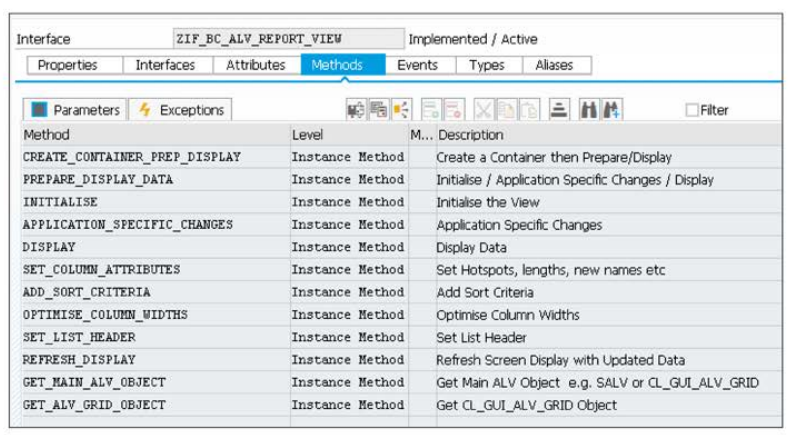 Interface ZIF_BC_ALV_REPORT_VIEW Implemented / Active
Properties Interfaces Attributes Methods Events Types Aliases
Parameters Exceptions Filter
Method Level M... Description
CREATE_CONTAINER_PREP_DISPLAY Instance Method Create a Container then Prepare/Display
PREPARE_DISPLAY_DATA Instance Method Initialise / Application Specific Changes / Display
INITIALISE Instance Method Initialise the View
APPLICATION_SPECIFIC_CHANGES Instance Method Application Specific Changes
DISPLAY Instance Method Display Data
SET_COLUMN_ATTRIBUTES Instance Method Set Hotspots, lengths, new names etc
ADD_SORT_CRITERIA Instance Method Add Sort Criteria
OPTIMISE_COLUMN_WIDTHS Instance Method Optimise Column Widths
SET_LIST_HEADER Instance Method Set List Header
REFRESH_DISPLAY Instance Method Refresh Screen Display with Updated Data
GET_MAIN_ALV_OBJECT Instance Method Get Main ALV Object e.g. SALV or CL_GUI_ALV_GRID
GET_ALV_GRID_OBJECT Instance Method Get CL_GUI_ALV_GRID Object